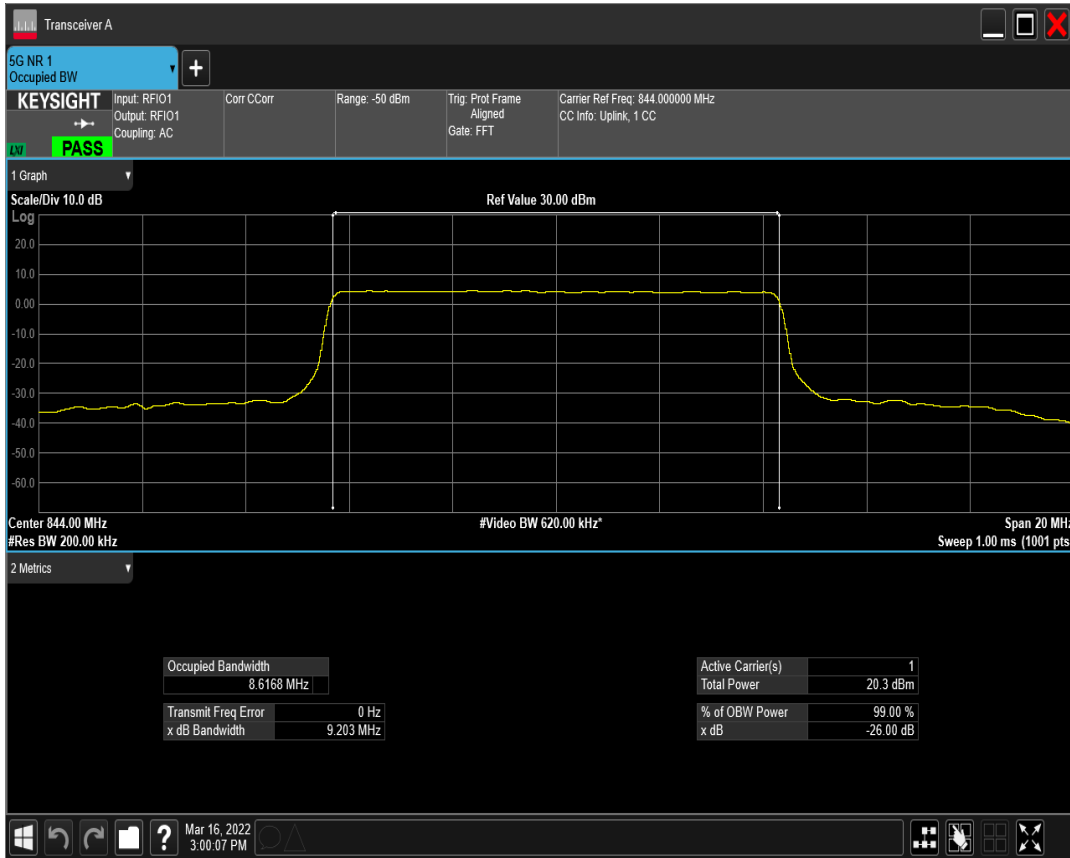 Transceiver A
5G NR 1
Occupied BW
KEYSIGHT
Input: RFIO1
Output: RFIO1
Coupling: AC
Corr CCorr
Range: -50 dBm
Trig: Prot Frame
Aligned
Gate: FFT
Carrier Ref Freq: 844.000000 MHz
CC Info: Uplink, 1 CC
LXI
PASS
1 Graph
Scale/Div 10.0 dB
Ref Value 30.00 dBm
Log
20.0
10.0
0.00
-10.0
-20.0
-30.0
-40.0
-50.0
-60.0
Center 844.00 MHz
#Video BW 620.00 kHz*
Span 20 MHz
#Res BW 200.00 kHz
Sweep 1.00 ms (1001 pts
2 Metrics
Occupied Bandwidth
8.6168 MHz
Transmit Freq Error 0 Hz
x dB Bandwidth 9.203 MHz
Active Carrier(s) 1
Total Power 20.3 dBm
% of OBW Power 99.00 %
x dB -26.00 dB
Mar 16, 2022
3:00:07 PM